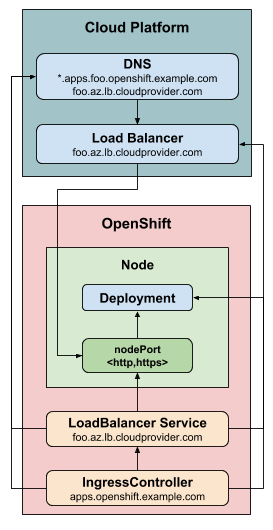 Cloud Platform
DNS
*.apps.foo.openshift.example.com
foo.az.lb.cloudprovider.com
Load Balancer
foo.az.lb.cloudprovider.com
OpenShift
Node
Deployment
nodePort
<http,https>
LoadBalancer Service
foo.az.lb.cloudprovider.com
IngressController
apps.openshift.example.com